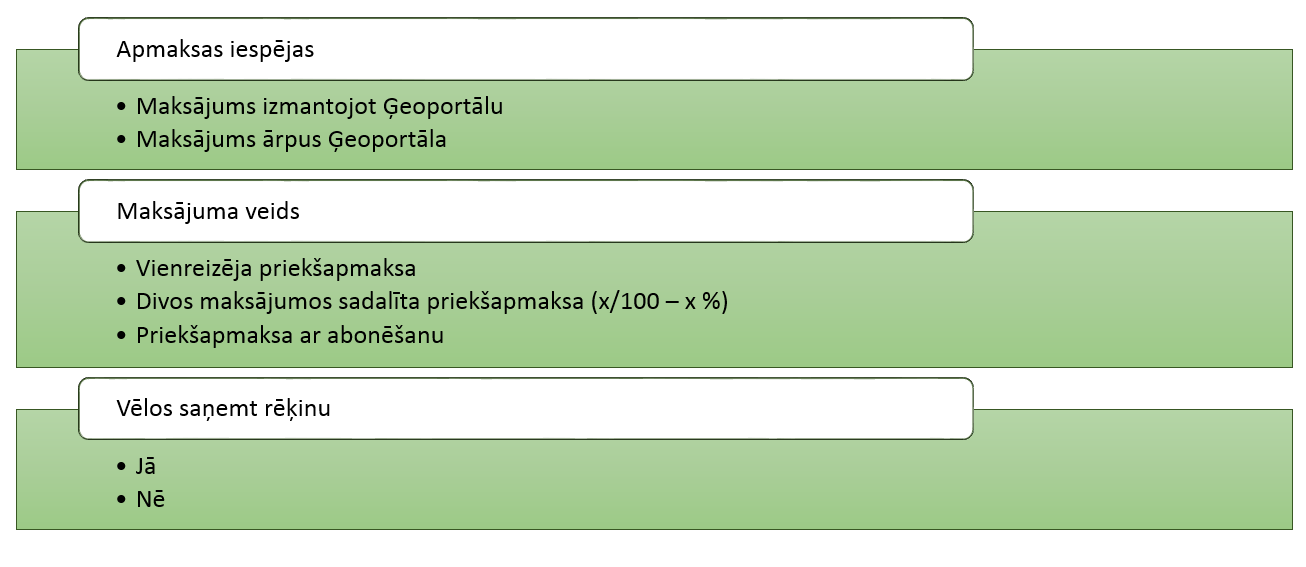 Apmaksas iespējas
• Maksājums izmantojot Ģeoportālu
• Maksājums ārpus Ģeoportāla
Maksājuma veids
• Vienreizēja priekšapmaksa
• Divos maksājumos sadalīta priekšapmaksa (x/100 – x %)
• Priekšapmaksa ar abonēšanu
Vēlos saņemt rēķinu
• Jā
• Nē